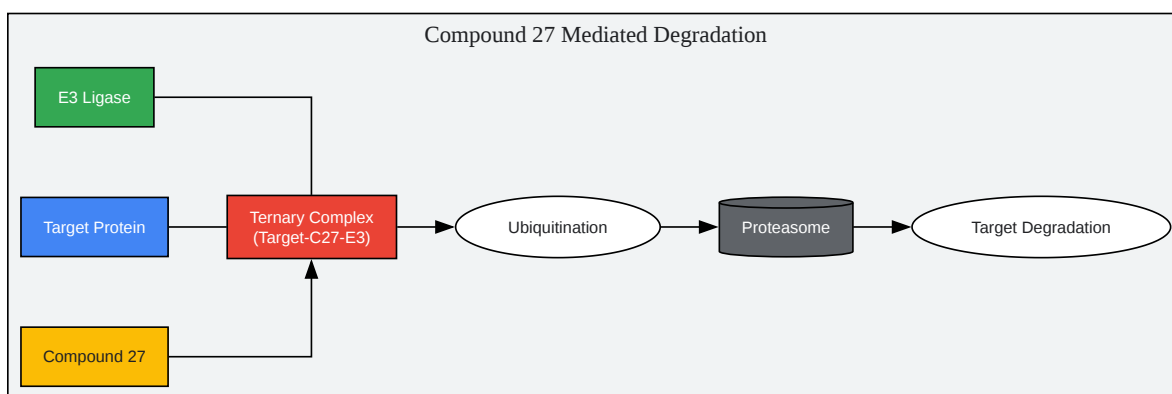 Compound 27 Mediated Degradation
E3 Ligase
Target Protein
Ternary Complex
(Target-C27-E3)
Ubiquitination
Proteasome
Target Degradation
Compound 27